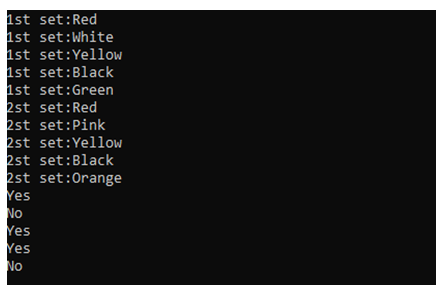 1st set:Red
1st set:White
1st set:Yellow
1st set:Black
1st set:Green
2st set:Red
2st set:Pink
2st set:Yellow
2st set:Black
2st set:Orange
Yes
No
Yes
Yes
No